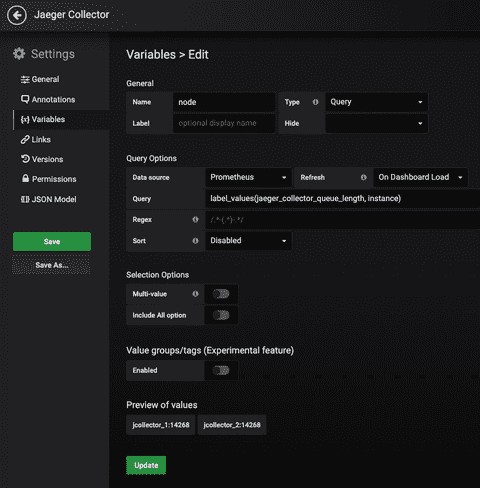 Jaeger Collector
Settings
General
Annotations
Variables
Links
Versions
Permissions
JSON Model
Save
Save As...
Variables > Edit
General
Name node Type Query
Label optional display name Hide
Query Options
Data source Prometheus Refresh On Dashboard Load
Query label_values(jaeger_collector_queue_length, instance)
Regex /.*-(.*)-.*/
Sort Disabled
Selection Options
Multi-value
Include All option
Value groups/tags (Experimental feature)
Enabled
Preview of values
jcollector_1:14268 jcollector_2:14268
Update